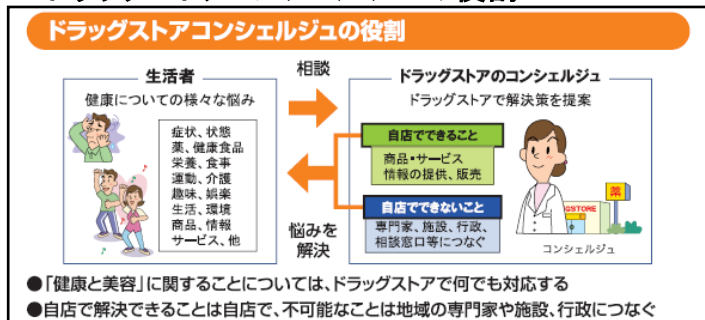 ドラッグストアコンシェルジュの役割
生活者
健康についての様々な悩み
症状、状態
薬、健康食品
栄養、食事
運動、介護
趣味、娯楽
生活、環境
商品、情報
サービス、他
相談
悩みを
解決
ドラッグストアのコンシェルジュ
ドラッグストアで解決策を提案
自店でできること
商品・サービス
情報の提供、販売
自店でできないこと
専門家、施設、行政、
相談窓口等につなぐ
薬
GSTORE
コンシェルジュ
●「健康と美容」に関することについては、ドラッグストアで何でも対応する
●自店で解決できることは自店で、不可能なことは地域の専門家や施設、行政につなぐ